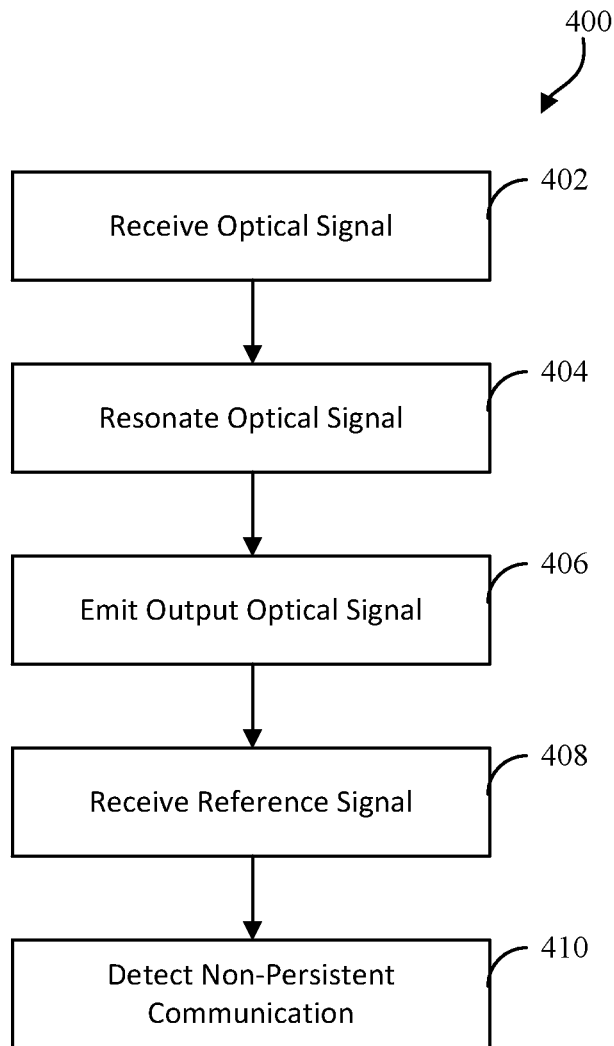 400
402
Receive Optical Signal
404
Resonate Optical Signal
406
Emit Output Optical Signal
408
Receive Reference Signal
410
Detect Non-Persistent
Communication